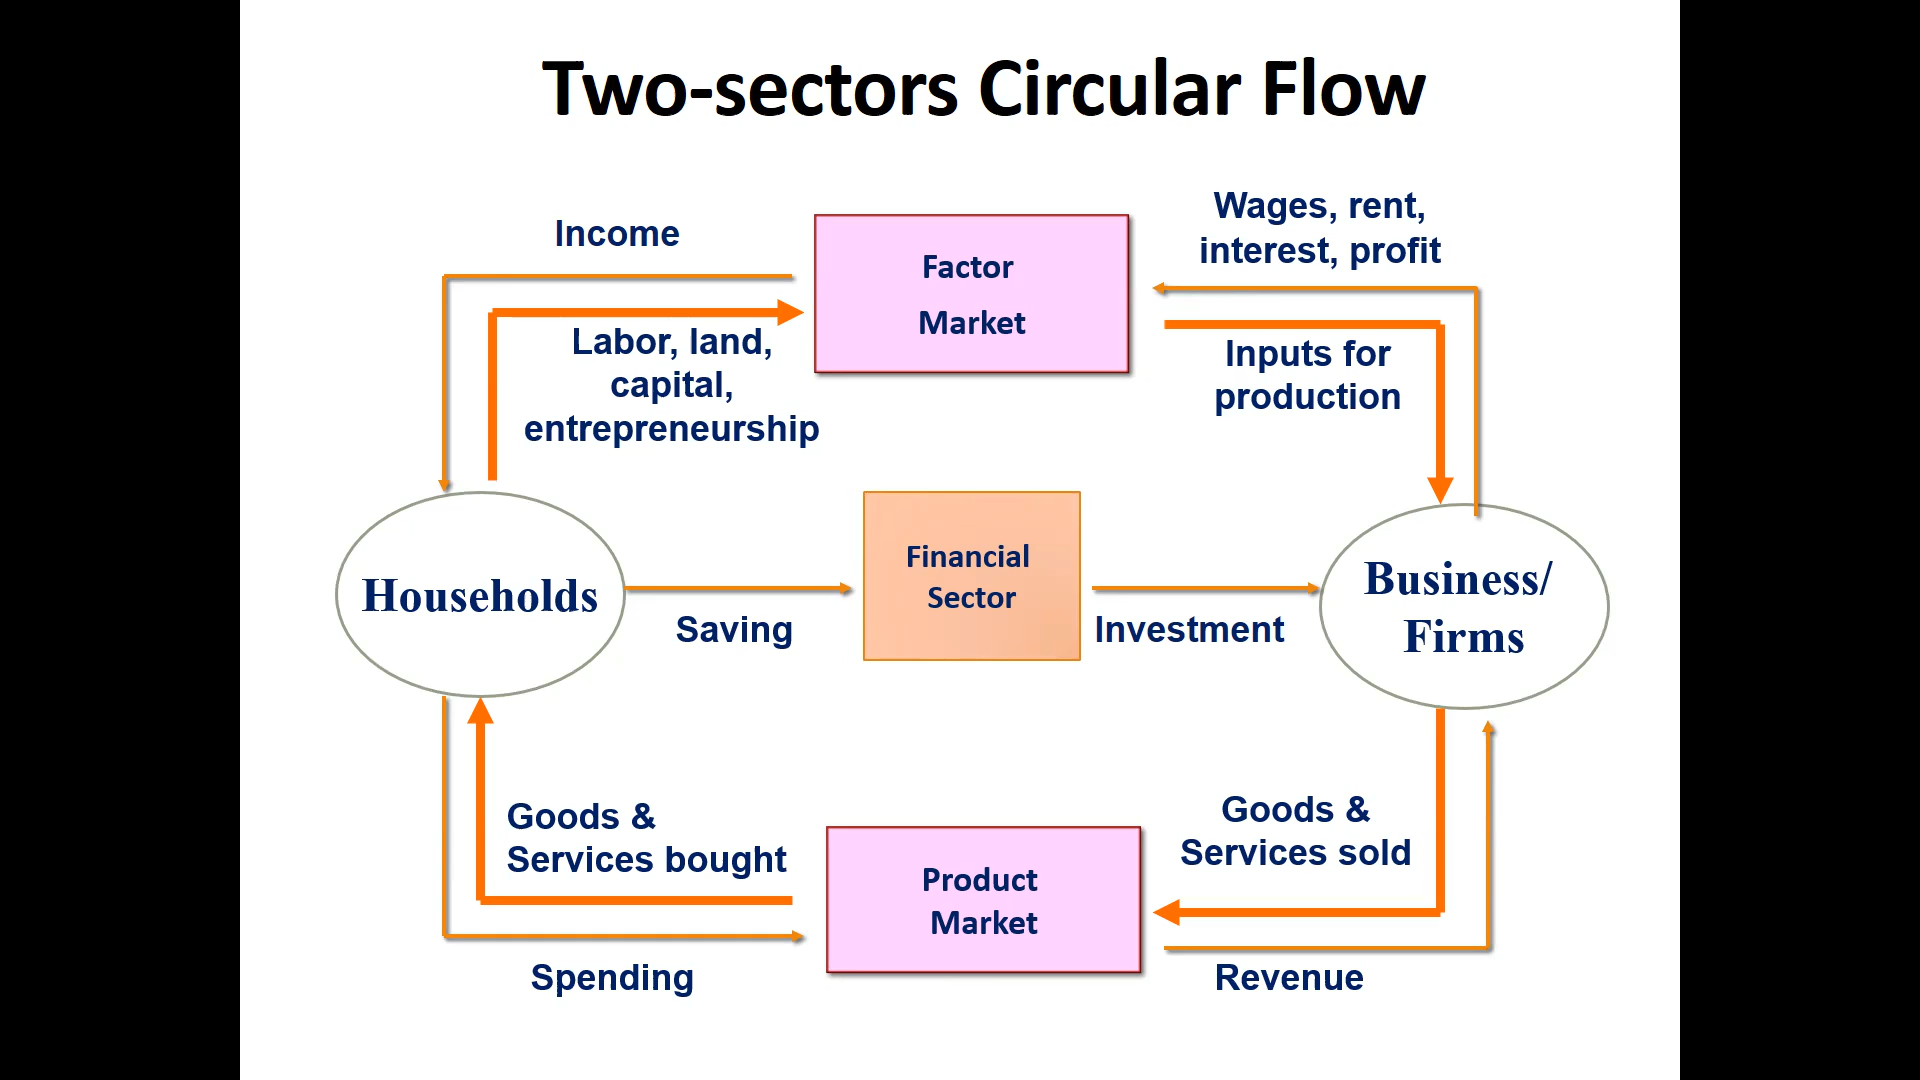 Two-sectors Circular Flow
Income
Factor
Market
Wages, rent,
interest, profit
Labor, land,
capital,
entrepreneurship
Inputs for
production
Households
Saving
Financial
Sector
Investment
Business/
Firms
Goods &
Services bought
Product
Market
Goods &
Services sold
Spending
Revenue